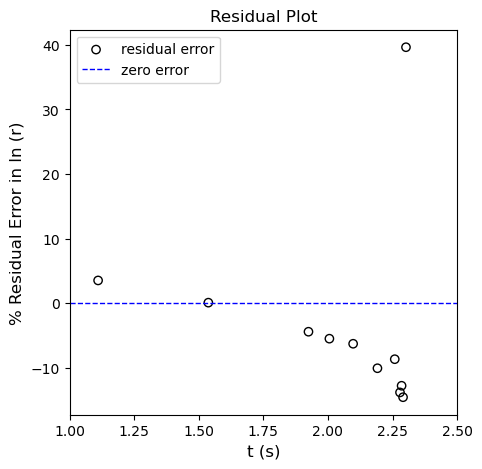 Residual Plot
residual error
zero error
% Residual Error in ln (r)
40
30
20
10
0
−10
1.00 1.25 1.50 1.75 2.00 2.25 2.50
t (s)